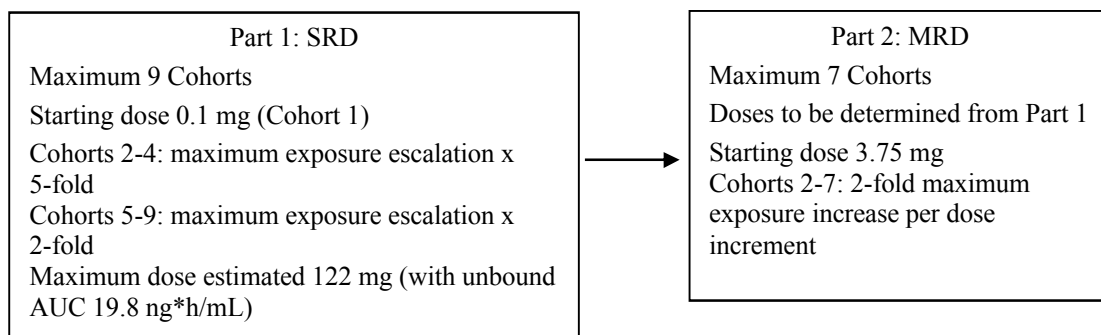 Part 1: SRD
Maximum 9 Cohorts
Starting dose 0.1 mg (Cohort 1)
Cohorts 2-4: maximum exposure escalation x
5-fold
Cohorts 5-9: maximum exposure escalation x
2-fold
Maximum dose estimated 122 mg (with unbound
AUC 19.8 ng*h/mL)
Part 2: MRD
Maximum 7 Cohorts
Doses to be determined from Part 1
Starting dose 3.75 mg
Cohorts 2-7: 2-fold maximum
exposure increase per dose
increment